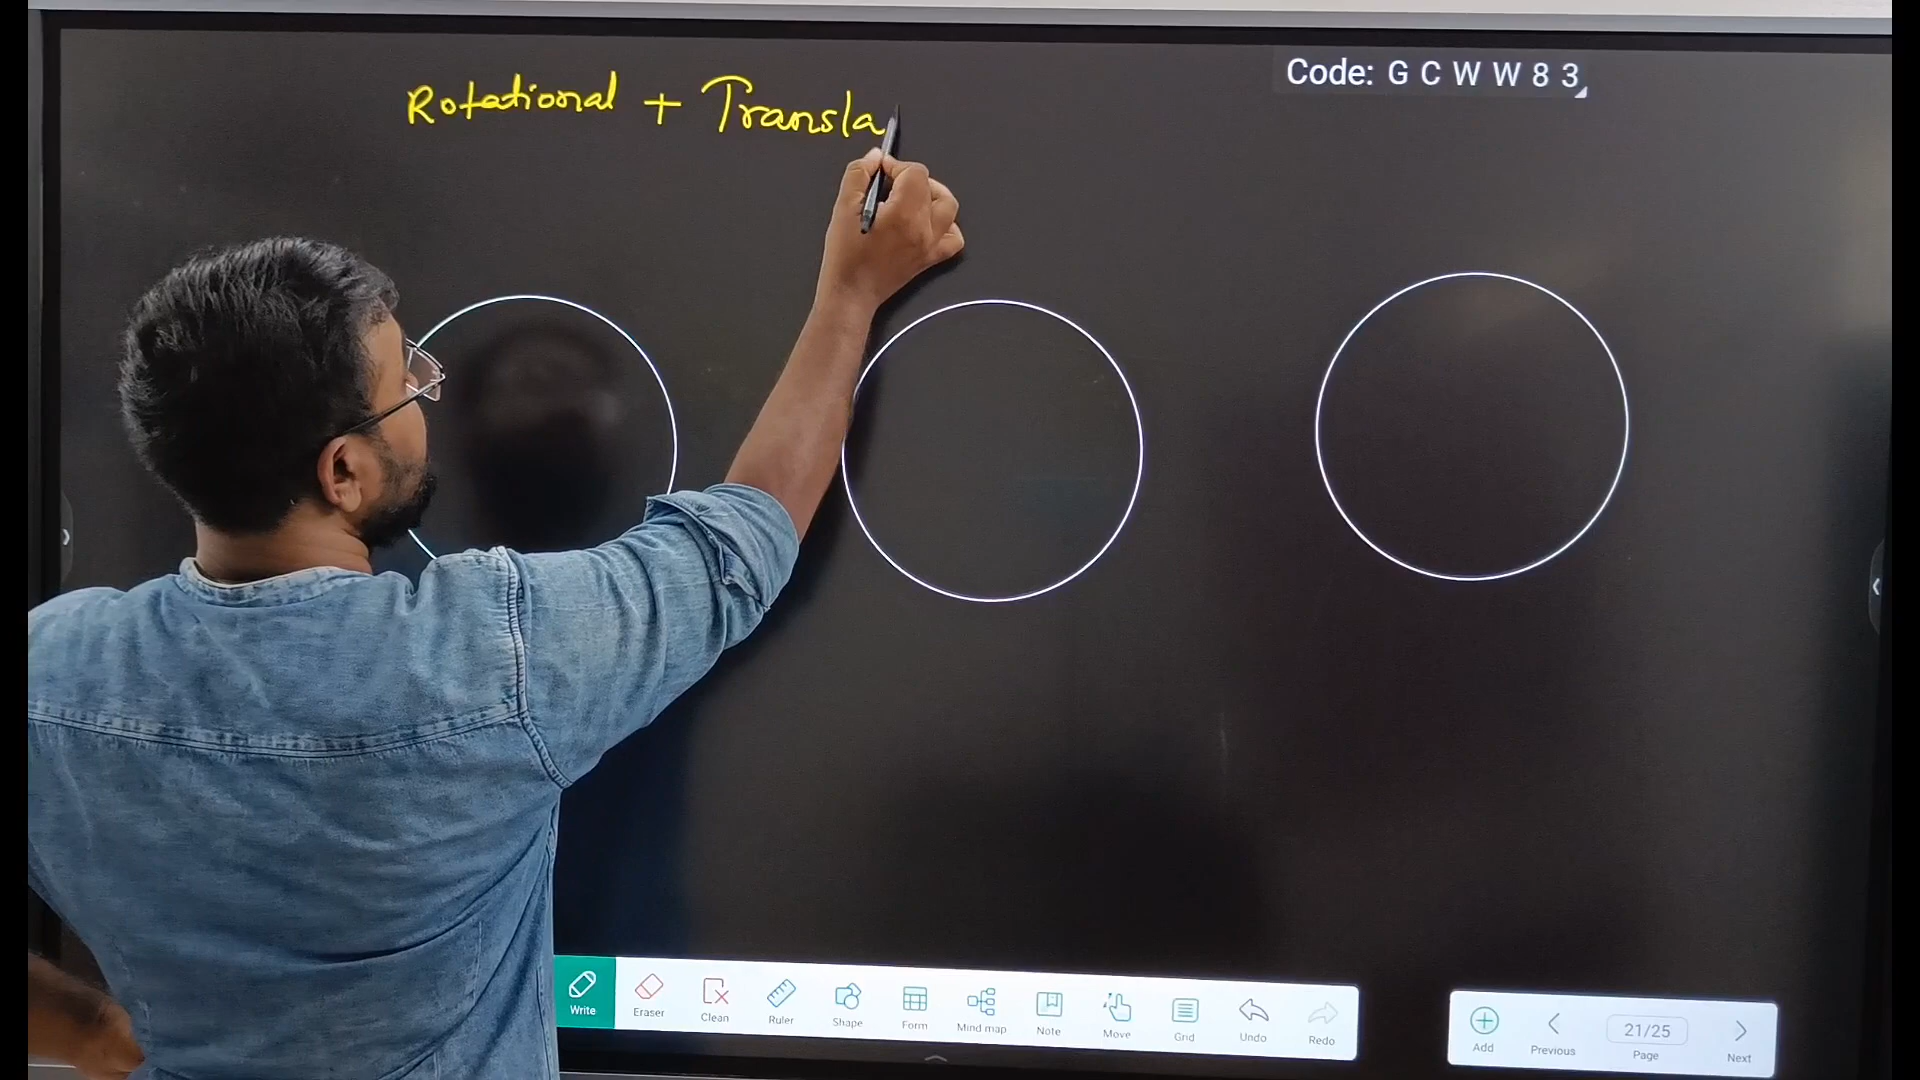 Rotational + Transla
Code: G C W W 8 3
Write
Eraser
Clean
Ruler
Shape
Form
Mind map
Note
Move
Grid
Undo
Redo
Add
Previous
21/25
Page
Next